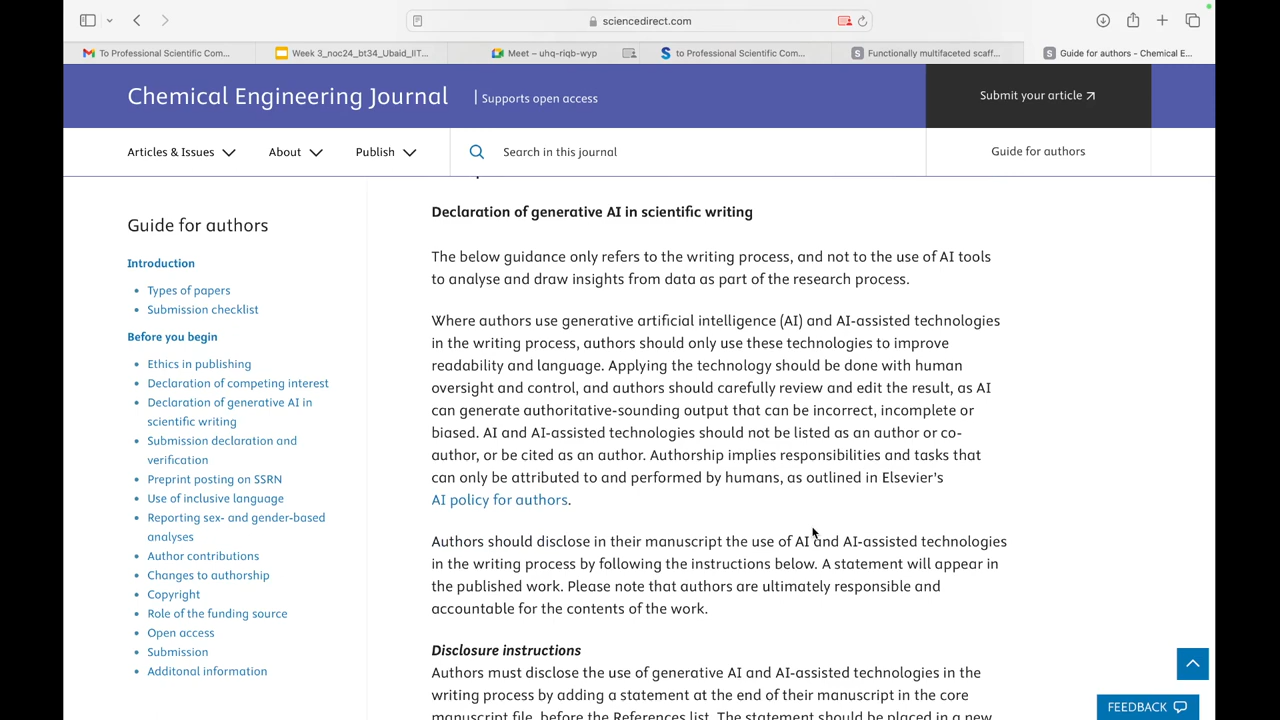 sciencedirect.com
To Professional Scientific Com...
Week 3_noc24_bt34_Ubaid_IIT...
Meet – uhq-riqb-wyp
to Professional Scientific Com...
Functionally multifaceted scaff...
Guide for authors - Chemical E...
Chemical Engineering Journal
Supports open access
Submit your article
Articles & Issues
About
Publish
Search in this journal
Guide for authors
Guide for authors
Introduction
• Types of papers
• Submission checklist
Before you begin
• Ethics in publishing
• Declaration of competing interest
• Declaration of generative AI in
scientific writing
• Submission declaration and
verification
• Preprint posting on SSRN
• Use of inclusive language
• Reporting sex- and gender-based
analyses
• Author contributions
• Changes to authorship
• Copyright
• Role of the funding source
• Open access
• Submission
• Additonal information
Declaration of generative AI in scientific writing
The below guidance only refers to the writing process, and not to the use of AI tools
to analyse and draw insights from data as part of the research process.
Where authors use generative artificial intelligence (AI) and AI-assisted technologies
in the writing process, authors should only use these technologies to improve
readability and language. Applying the technology should be done with human
oversight and control, and authors should carefully review and edit the result, as AI
can generate authoritative-sounding output that can be incorrect, incomplete or
biased. AI and AI-assisted technologies should not be listed as an author or co-
author, or be cited as an author. Authorship implies responsibilities and tasks that
can only be attributed to and performed by humans, as outlined in Elsevier's
AI policy for authors.
Authors should disclose in their manuscript the use of AI and AI-assisted technologies
in the writing process by following the instructions below. A statement will appear in
the published work. Please note that authors are ultimately responsible and
accountable for the contents of the work.
Disclosure instructions
Authors must disclose the use of generative AI and AI-assisted technologies in the
writing process by adding a statement at the end of their manuscript in the core
manuscript file, before the References list. The statement should be placed in a new
FEEDBACK